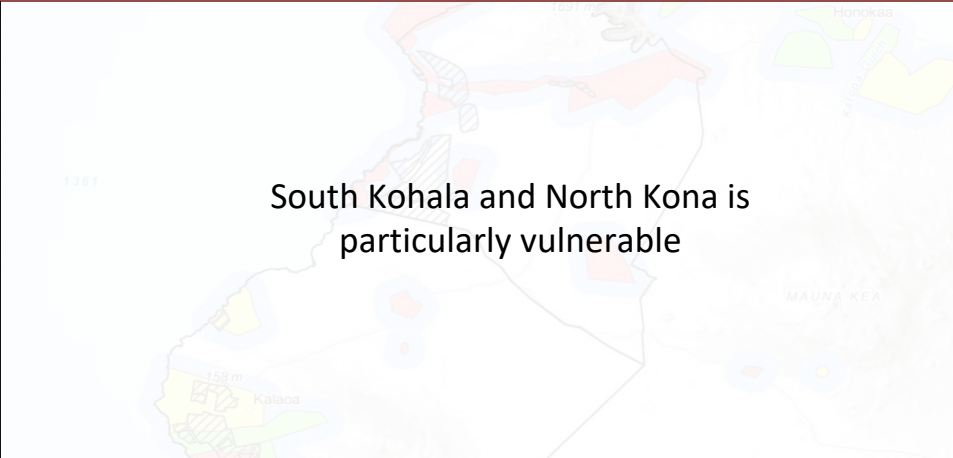 1691 m
Honokaa
1361
South Kohala and North Kona is
particularly vulnerable
MAUNA KEA
158 m
Kalaoa